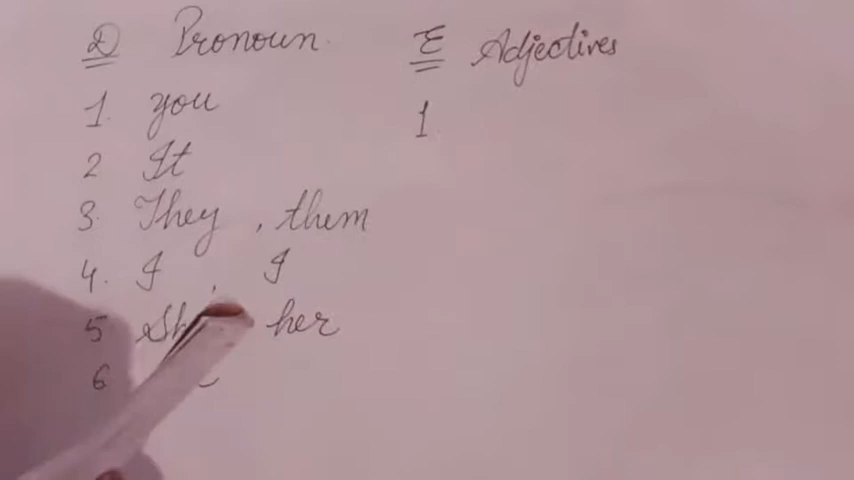 D Pronoun
1. you
2 It
3. They , them
4. I , I
5 her
6
E Adjectives
1